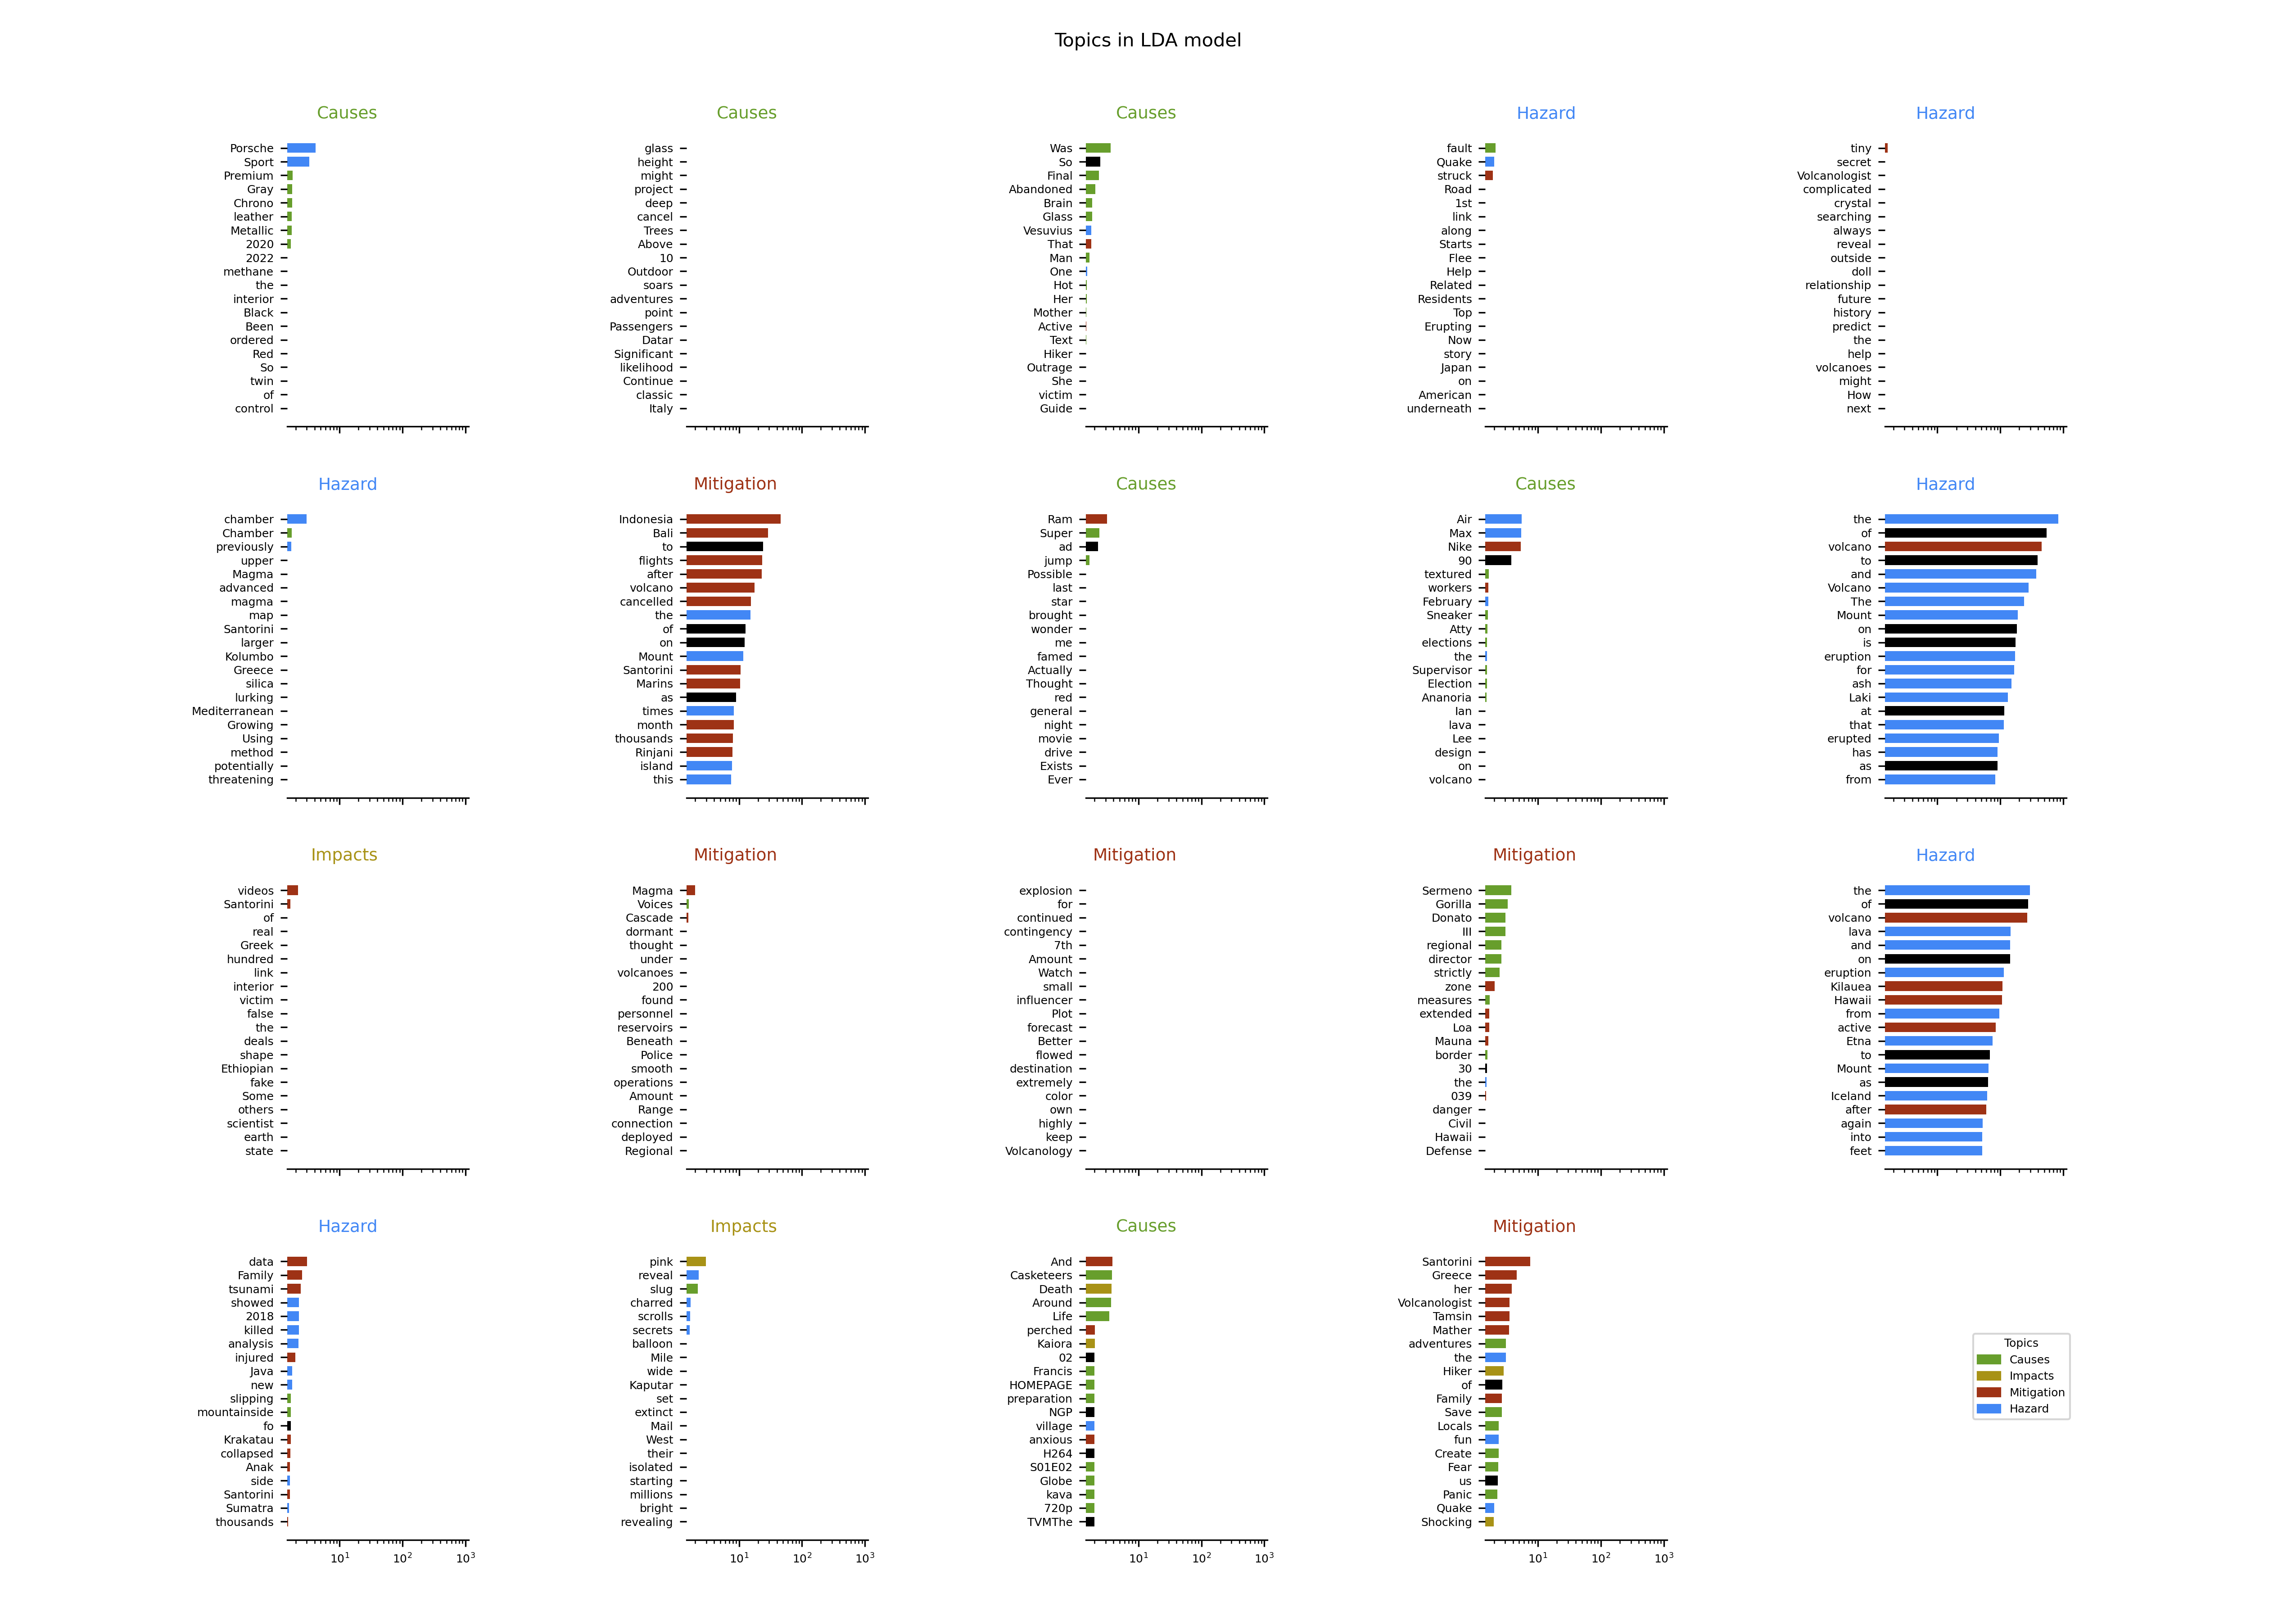 Topics in LDA model
Causes
Porsche
Sport
Premium
Gray
Chrono
leather
Metallic
2020
2022
methane
the
interior
Black
Been
ordered
Red
So
twin
of
control
Causes
glass
height
might
project
deep
cancel
Trees
Above
10
Outdoor
soars
adventures
point
Passengers
Datar
Significant
likelihood
Continue
classic
Italy
Causes
Was
So
Final
Abandoned
Brain
Glass
Vesuvius
That
Man
One
Hot
Her
Mother
Active
Text
Hiker
Outrage
She
victim
Guide
Hazard
fault
Quake
struck
Road
1st
link
along
Starts
Flee
Help
Related
Residents
Top
Erupting
Now
story
Japan
on
American
underneath
Hazard
tiny
secret
Volcanologist
complicated
crystal
searching
always
reveal
outside
doll
relationship
future
history
predict
the
help
volcanoes
might
How
next
Hazard
chamber
Chamber
previously
upper
Magma
advanced
magma
map
Santorini
larger
Kolumbo
Greece
silica
lurking
Mediterranean
Growing
Using
method
potentially
threatening
Mitigation
Indonesia
Bali
to
flights
after
volcano
cancelled
the
of
on
Mount
Santorini
Marins
as
times
month
thousands
Rinjani
island
this
Causes
Ram
Super
ad
jump
Possible
last
star
brought
wonder
me
famed
Actually
Thought
red
general
night
movie
drive
Exists
Ever
Causes
Air
Max
Nike
90
textured
workers
February
Sneaker
Atty
elections
the
Supervisor
Election
Ananoria
Ian
lava
Lee
design
on
volcano
Hazard
the
of
volcano
to
and
Volcano
The
Mount
on
is
eruption
for
ash
Laki
at
that
erupted
has
as
from
Impacts
videos
Santorini
of
real
Greek
hundred
link
interior
victim
false
the
deals
shape
Ethiopian
fake
Some
others
scientist
earth
state
Mitigation
Magma
Voices
Cascade
dormant
thought
under
volcanoes
200
found
personnel
reservoirs
Beneath
Police
smooth
operations
Amount
Range
connection
deployed
Regional
Mitigation
explosion
for
continued
contingency
7th
Amount
Watch
small
influencer
Plot
forecast
Better
flowed
destination
extremely
color
own
highly
keep
Volcanology
Mitigation
Sermeno
Gorilla
Donato
III
regional
director
strictly
zone
measures
extended
Loa
Mauna
border
30
the
039
danger
Civil
Hawaii
Defense
Hazard
the
of
volcano
lava
and
on
eruption
Kilauea
Hawaii
from
active
Etna
to
Mount
as
Iceland
after
again
into
feet
Hazard
data
Family
tsunami
showed
2018
killed
analysis
injured
Java
new
slipping
mountainside
fo
Krakatau
collapsed
Anak
side
Santorini
Sumatra
thousands
10¹ 10² 10³
Impacts
pink
reveal
slug
charred
scrolls
secrets
balloon
Mile
wide
Kaputar
set
extinct
Mail
West
their
isolated
starting
millions
bright
revealing
10¹ 10² 10³
Causes
And
Casketeers
Death
Around
Life
perched
Kaiora
02
Francis
HOMEPAGE
preparation
NGP
village
anxious
H264
S01E02
Globe
kava
720p
TVMThe
10¹ 10² 10³
Mitigation
Santorini
Greece
her
Volcanologist
Tamsin
Mather
adventures
the
Hiker
of
Family
Save
Locals
fun
Create
Fear
us
Panic
Quake
Shocking
10¹ 10² 10³
Topics
Causes
Impacts
Mitigation
Hazard